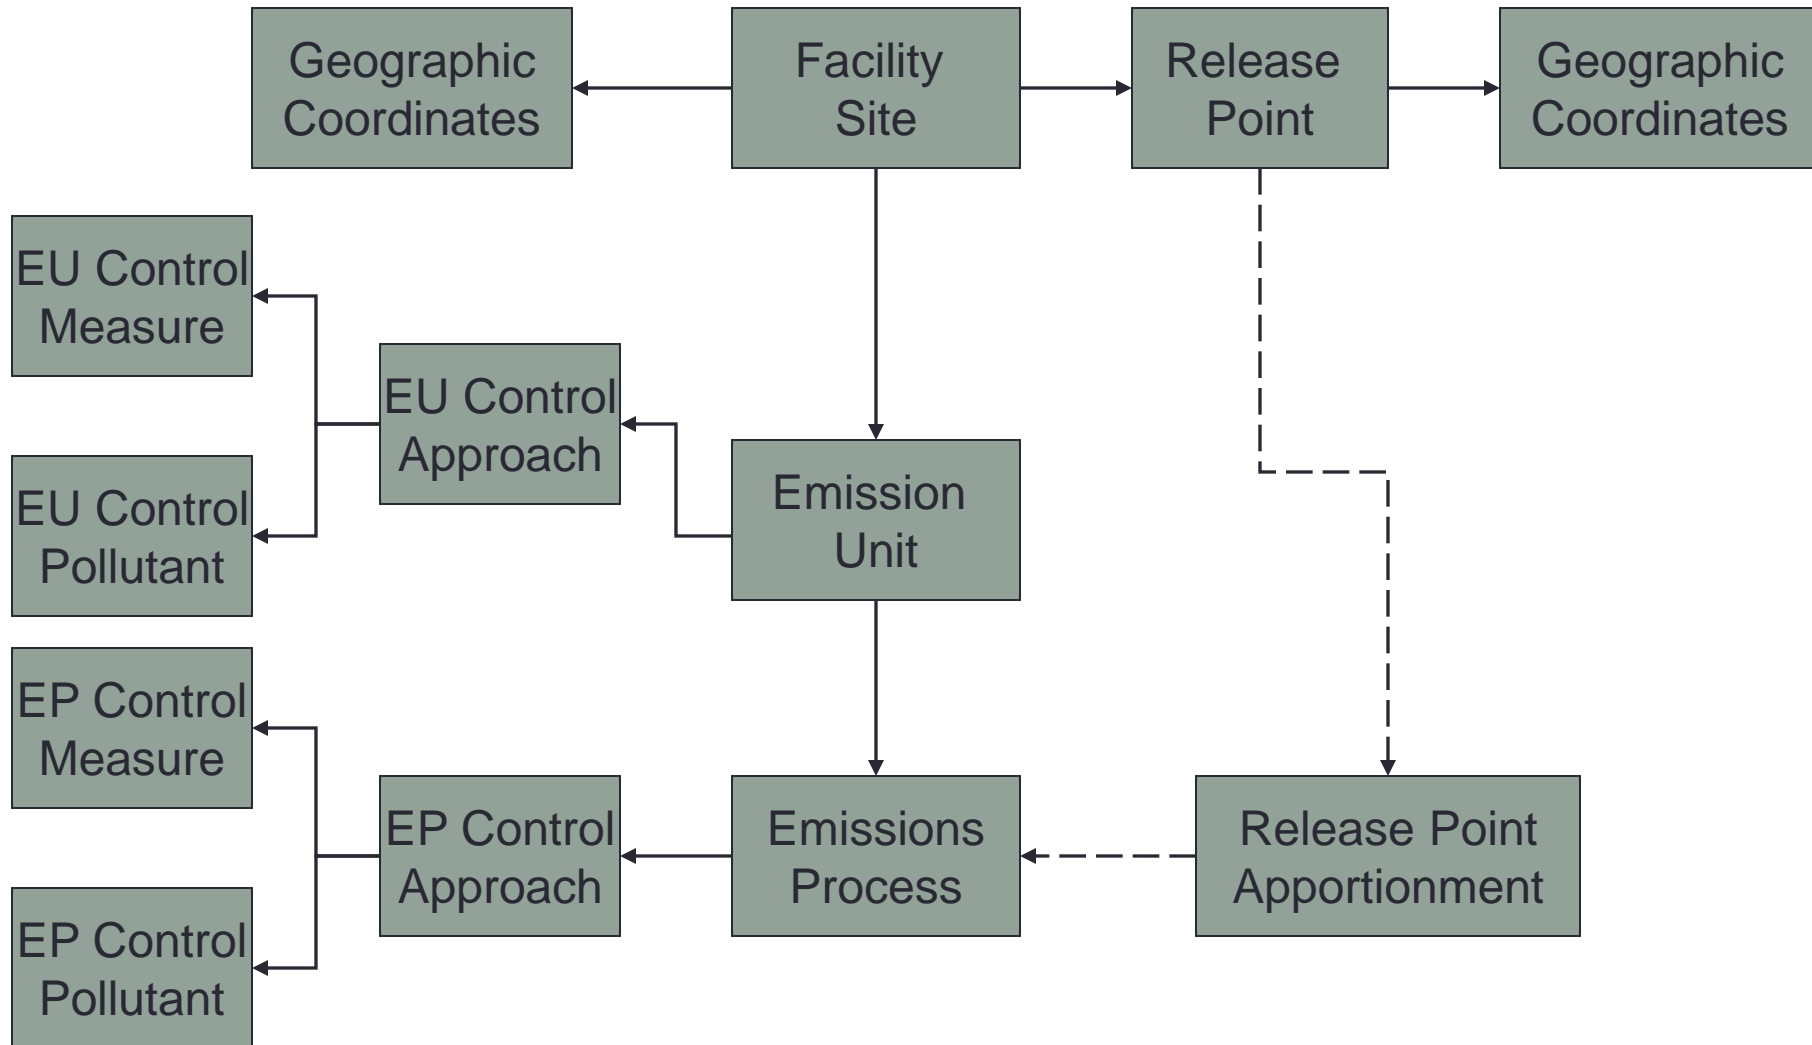 Geographic
Coordinates
Facility
Site
Release
Point
Geographic
Coordinates
EU Control
Measure
EU Control
Approach
EU Control
Pollutant
Emission
Unit
EP Control
Measure
EP Control
Approach
Emissions
Process
Release Point
Apportionment
EP Control
Pollutant